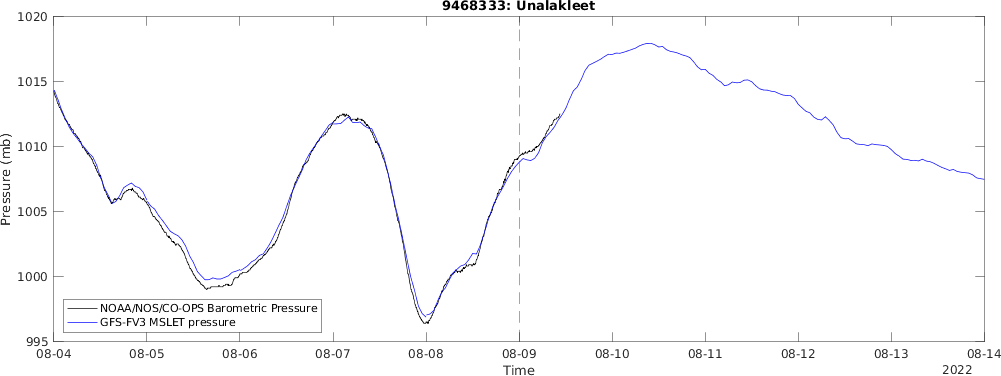 9468333: Unalakleet
1020
1015
1010
1005
1000
995
Pressure (mb)
NOAA/NOS/CO-OPS Barometric Pressure
GFS-FV3 MSLET pressure
08-04 08-05 08-06 08-07 08-08 08-09 08-10 08-11 08-12 08-13 08-14
Time
2022